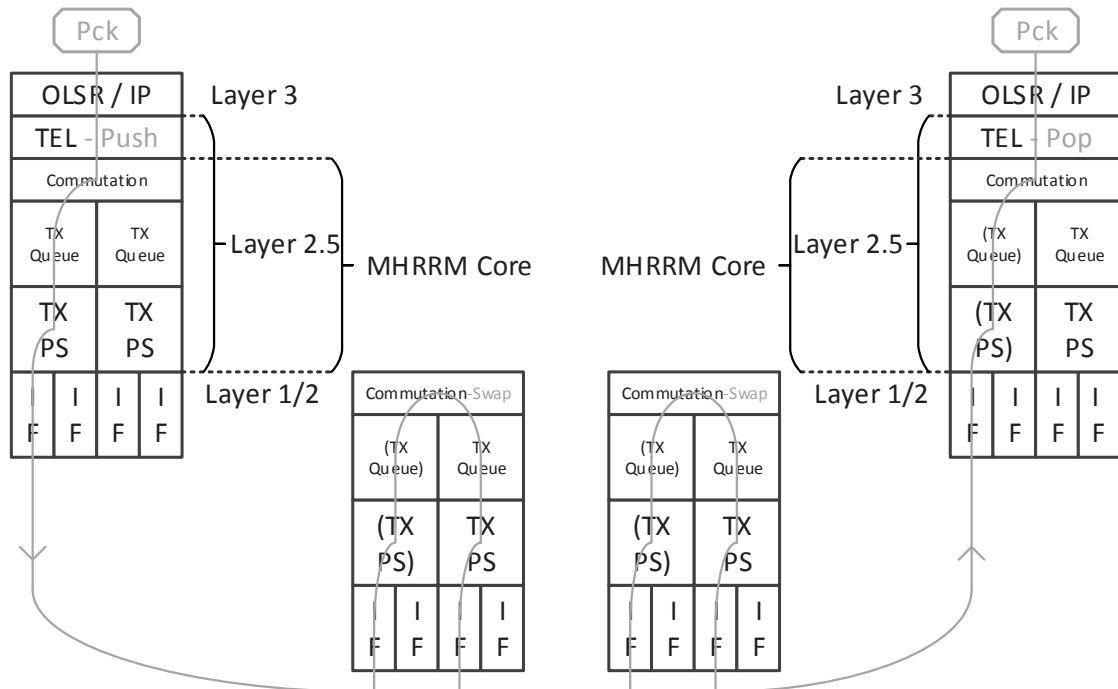 Pck
Pck
OLSR / IP
Layer 3
Layer 3
OLSR / IP
TEL - Push
TEL - Pop
Commutation
Commutation
TX
Queue
TX
Queue
Layer 2.5
MHRRM Core
MHRRM Core
Layer 2.5
(TX
Queue)
TX
Queue
TX
PS
TX
PS
(TX
PS)
TX
PS
Layer 1/2
Layer 1/2
I I I I
F F F F
I I I I
F F F F
Commutation-Swap
Commutation-Swap
(TX
Queue)
TX
Queue
(TX
Queue)
TX
Queue
(TX
PS)
TX
PS
(TX
PS)
TX
PS
I I I I
F F F F
I I I I
F F F F